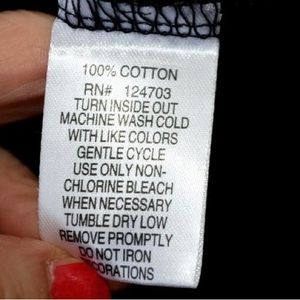 100% COTTON
RN# 124703
TURN INSIDE OUT
MACHINE WASH COLD
WITH LIKE COLORS
GENTLE CYCLE
USE ONLY NON-
CHLORINE BLEACH
WHEN NECESSARY
TUMBLE DRY LOW
REMOVE PROMPTLY
DO NOT IRON